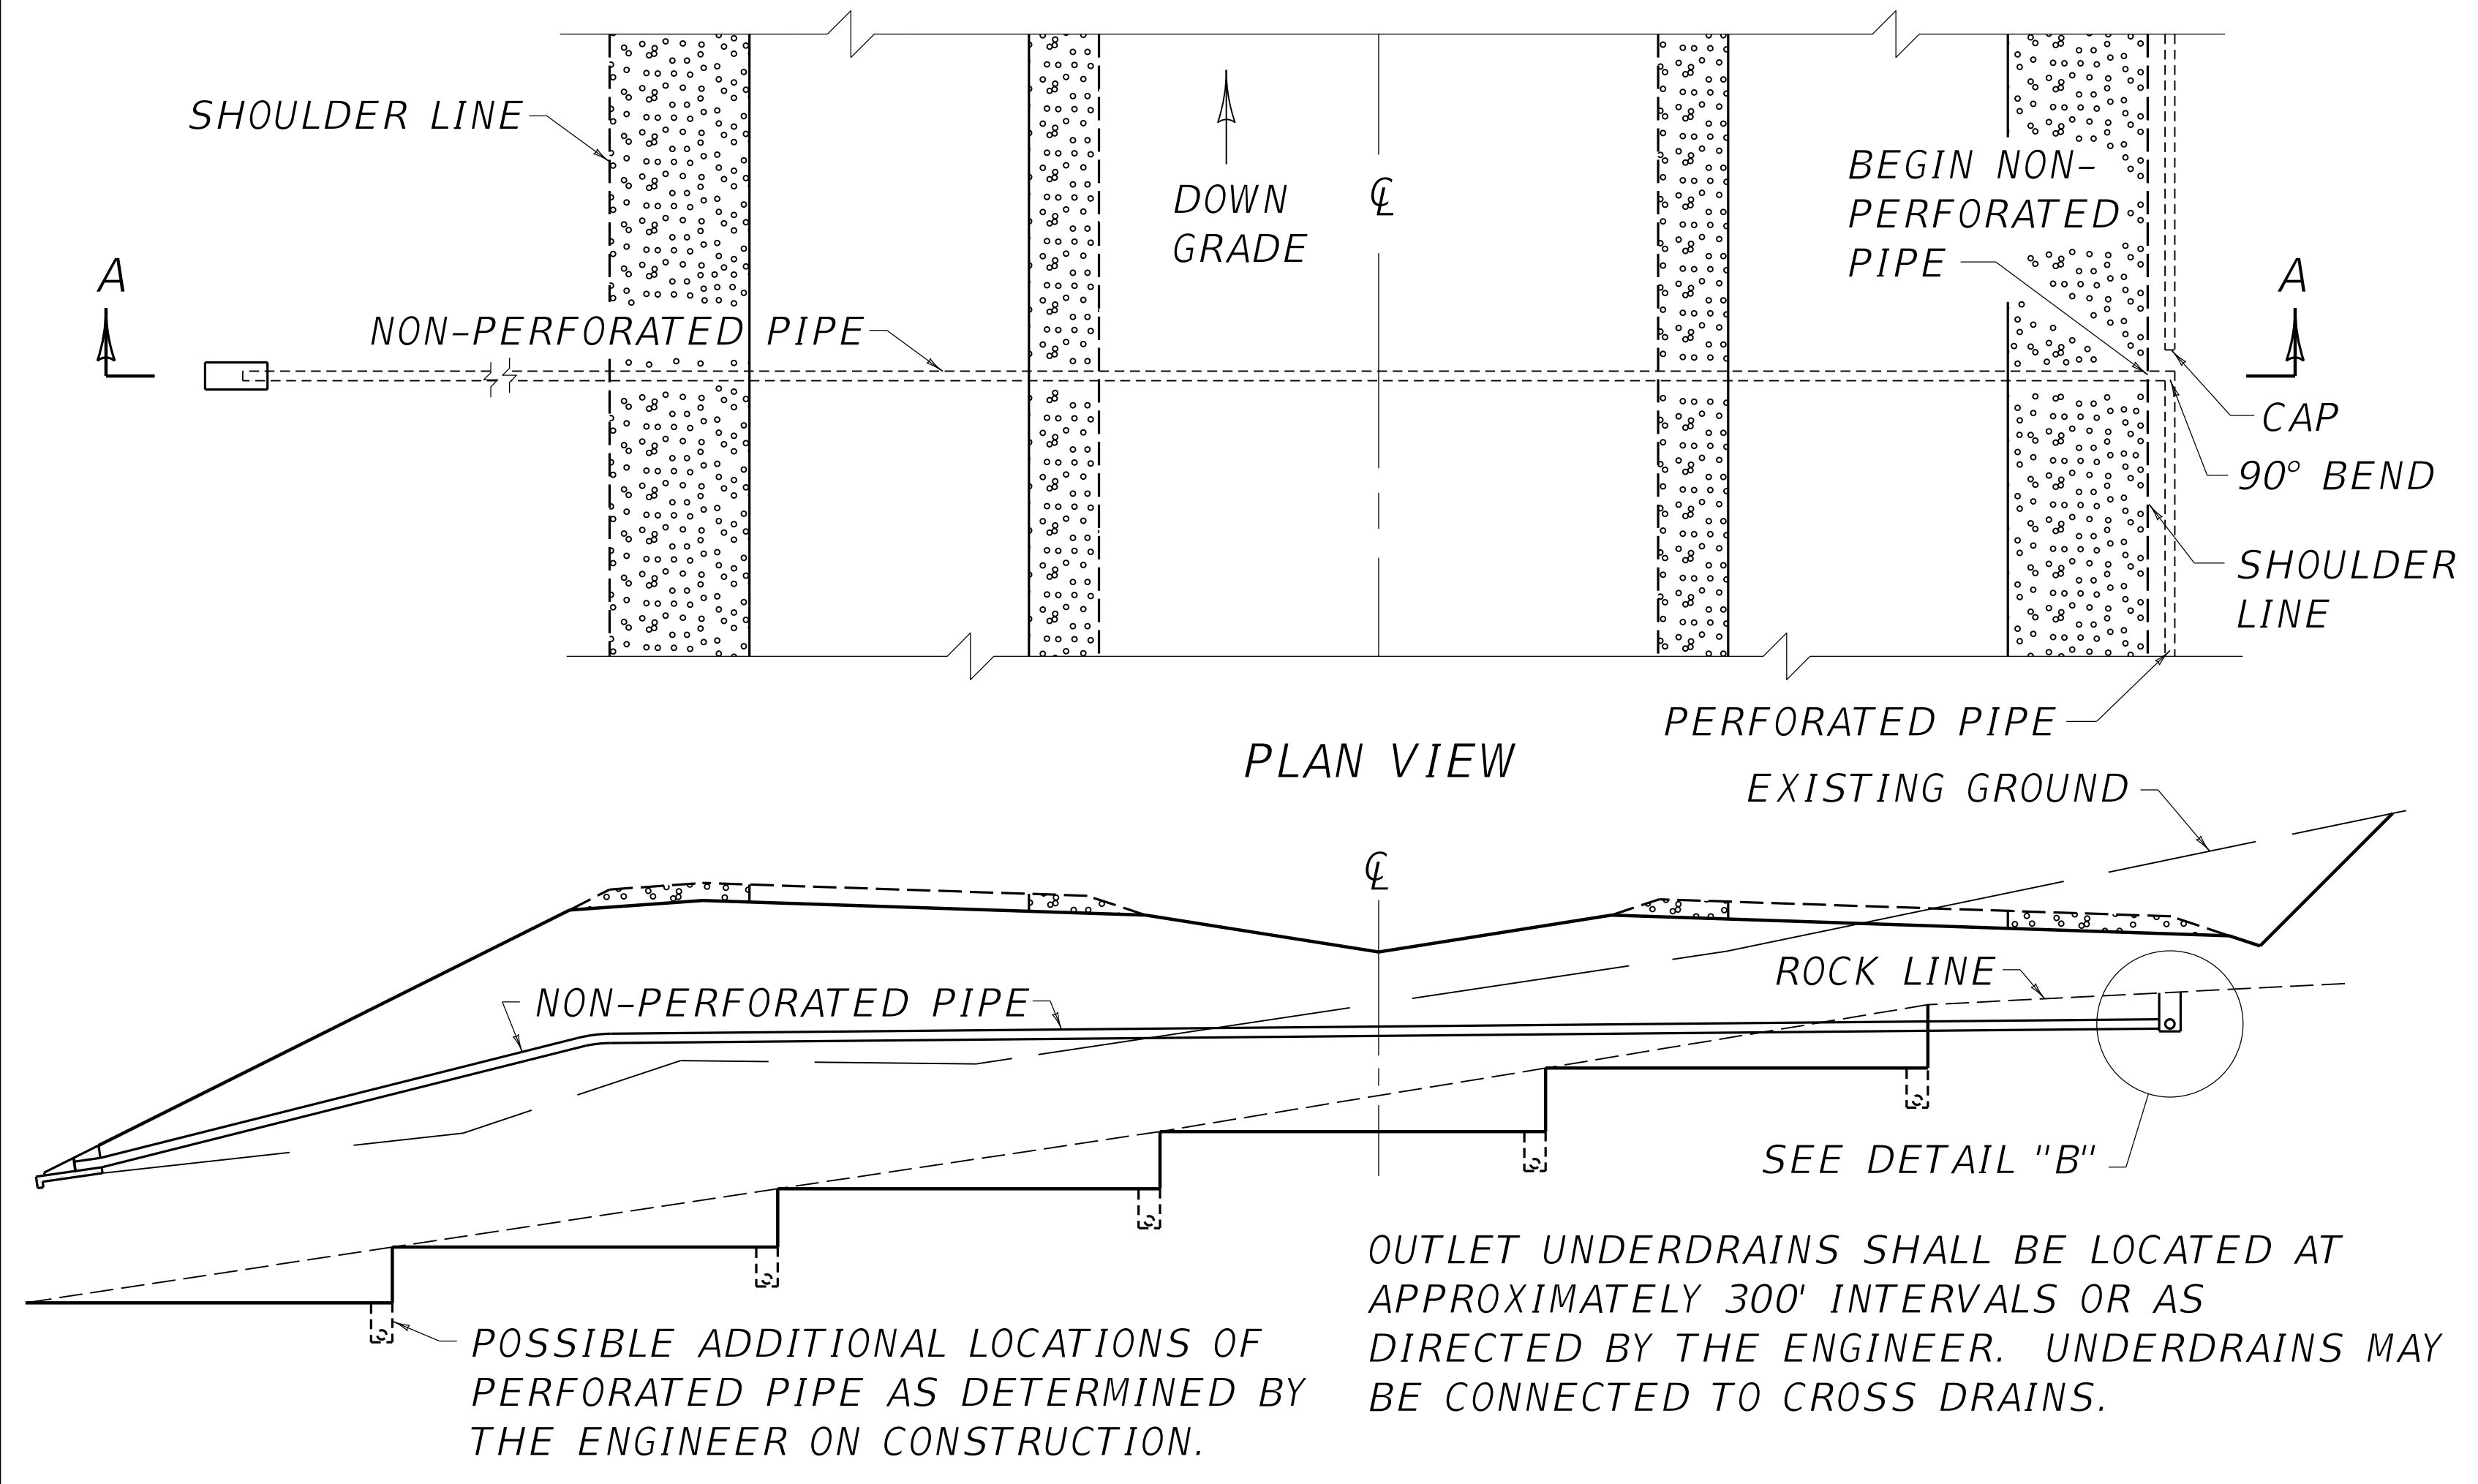 SHOULDER LINE
DOWN
GRADE
℄
BEGIN NON-
PERFORATED
PIPE
A
A
NON-PERFORATED PIPE
CAP
90° BEND
SHOULDER
LINE
PERFORATED PIPE
PLAN VIEW
EXISTING GROUND
℄
ROCK LINE
NON-PERFORATED PIPE
SEE DETAIL "B"
OUTLET UNDERDRAINS SHALL BE LOCATED AT
APPROXIMATELY 300' INTERVALS OR AS
DIRECTED BY THE ENGINEER. UNDERDRAINS MAY
BE CONNECTED TO CROSS DRAINS.
POSSIBLE ADDITIONAL LOCATIONS OF
PERFORATED PIPE AS DETERMINED BY
THE ENGINEER ON CONSTRUCTION.